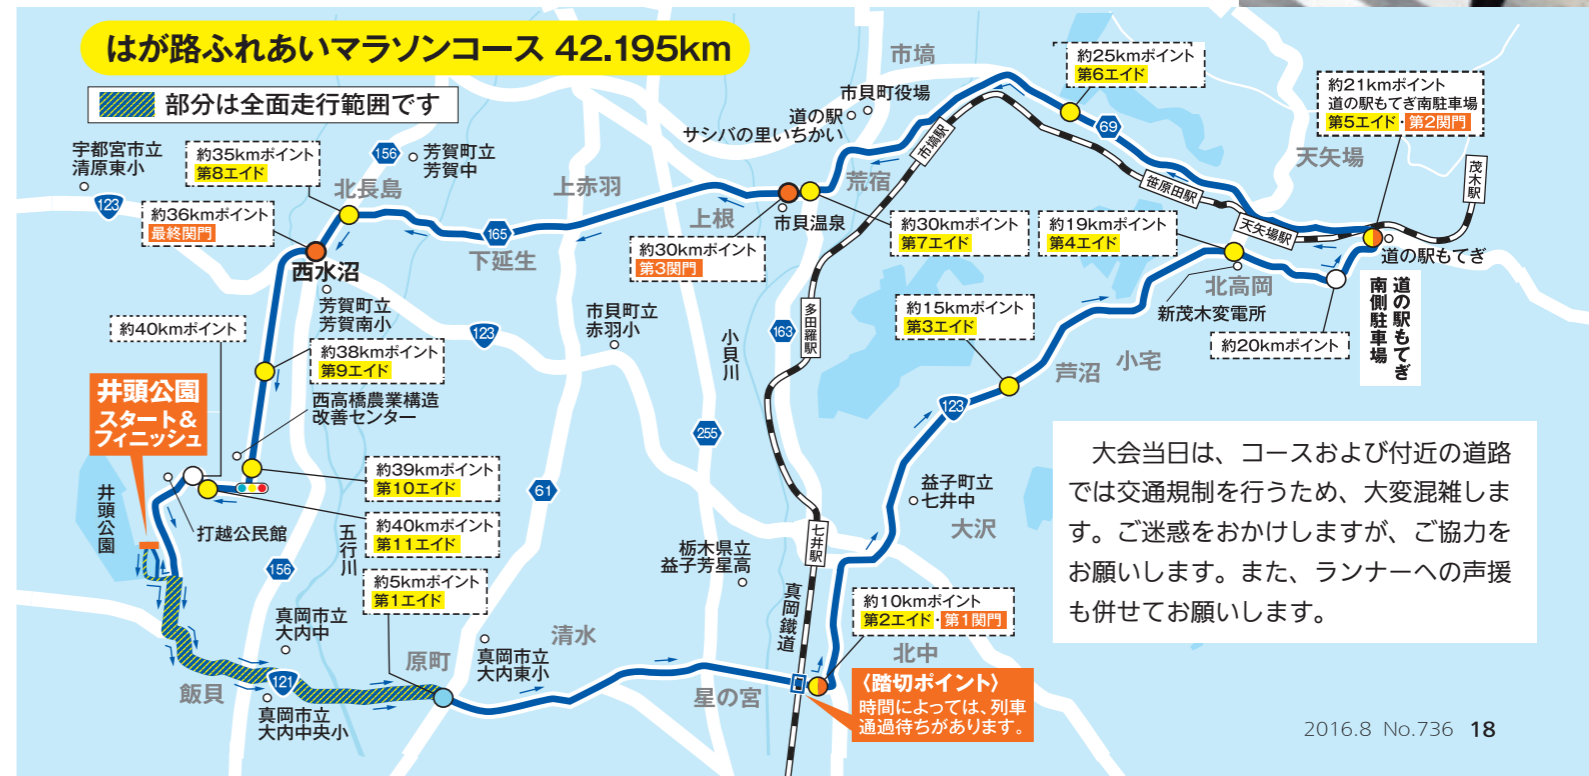 はが路ふれあいマラソンコース 42.195km
部分は全面走行範囲です
宇都宮市立
清原東小
123
約35kmポイント
第8エイド
156
芳賀町立
芳賀中
北長島
約36kmポイント
最終関門
西水沼
芳賀町立
芳賀南小
165
下延生
上赤羽
上根
約30kmポイント
第3関門
市貝温泉
道の駅
サシバの里いちかい
市貝町役場
市塙
市塙駅
荒宿
約30kmポイント
第7エイド
約25kmポイント
第6エイド
69
笹原田駅
天矢場駅
天矢場
茂木駅
約21kmポイント
道の駅もてぎ南駐車場
第5エイド・第2関門
道の駅もてぎ
道の駅もてぎ
南側駐車場
約19kmポイント
第4エイド
北高岡
新茂木変電所
約20kmポイント
約15kmポイント
第3エイド
芦沼
小宅
123
多田羅駅
163
小貝川
市貝町立
赤羽小
123
255
61
約40kmポイント
約38kmポイント
第9エイド
西高橋農業構造
改善センター
井頭公園
スタート&
フィニッシュ
井頭公園
打越公民館
約39kmポイント
第10エイド
約40kmポイント
第11エイド
五行川
156
約5kmポイント
第1エイド
真岡市立
大内中
飯貝
121
真岡市立
大内中央小
原町
真岡市立
大内東小
清水
栃木県立
益子芳星高
真岡鐵道
七井駅
星の宮
益子町立
七井中
大沢
約10kmポイント
第2エイド・第1関門
北中
〈踏切ポイント〉
時間によっては、列車
通過待ちがあります。
大会当日は、コースおよび付近の道路
では交通規制を行うため、大変混雑しま
す。ご迷惑をおかけしますが、ご協力を
お願いします。また、ランナーへの声援
も併せてお願いします。
2016.8 No.736 18